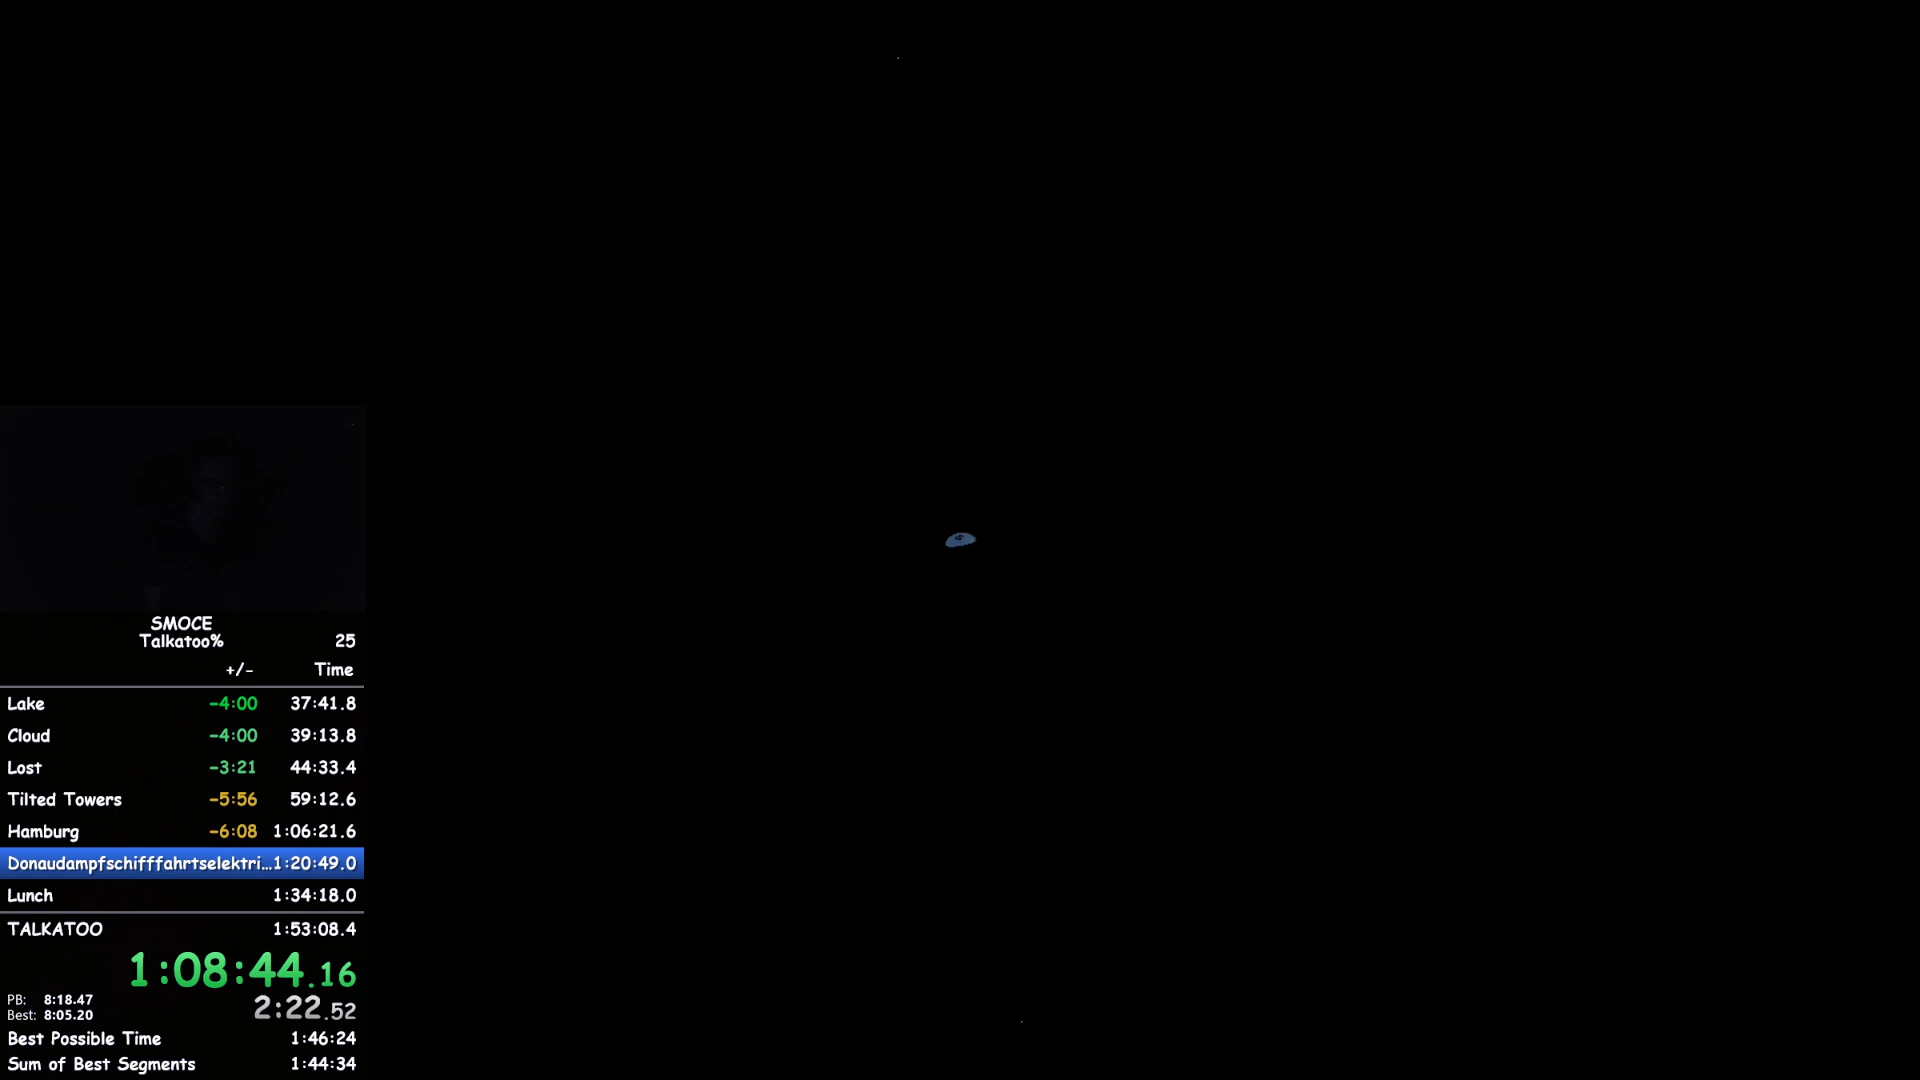 SMOCE
Talkatoo% 25
+/- Time
Lake -4:00 37:41.8
Cloud -4:00 39:13.8
Lost -3:21 44:33.4
Tilted Towers -5:56 59:12.6
Hamburg -6:08 1:06:21.6
Donaudampfschifffahrtselektri... 1:20:49.0
Lunch 1:34:18.0
TALKATOO 1:53:08.4
1:08:44.16
PB: 8:18.47
Best: 8:05.20
2:22.52
Best Possible Time 1:46:24
Sum of Best Segments 1:44:34